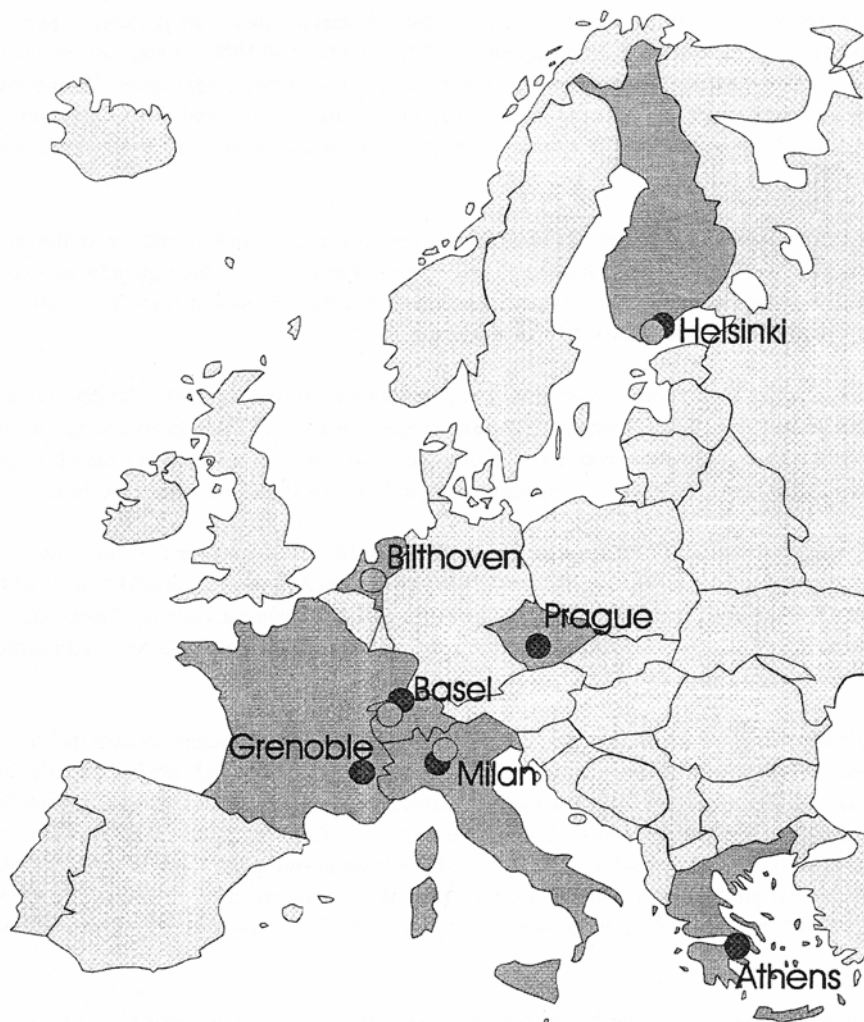 Helsinki
Bilthoven
Prague
Basel
Grenoble
Milan
Athens